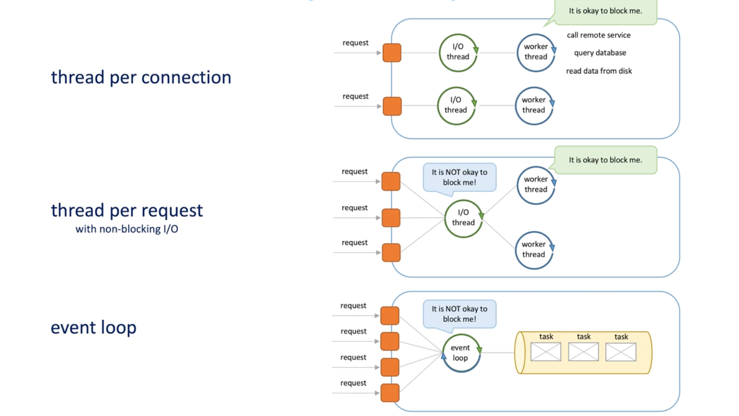 It is okay to block me.
thread per connection
request
I/O
thread
worker
thread
call remote service
query database
read data from disk
request
I/O
thread
worker
thread
thread per request
with non-blocking I/O
request
request
request
It is NOT okay to
block me!
I/O
thread
It is okay to block me.
worker
thread
worker
thread
event loop
request
request
request
request
It is NOT okay to
block me!
event
loop
task
task
task